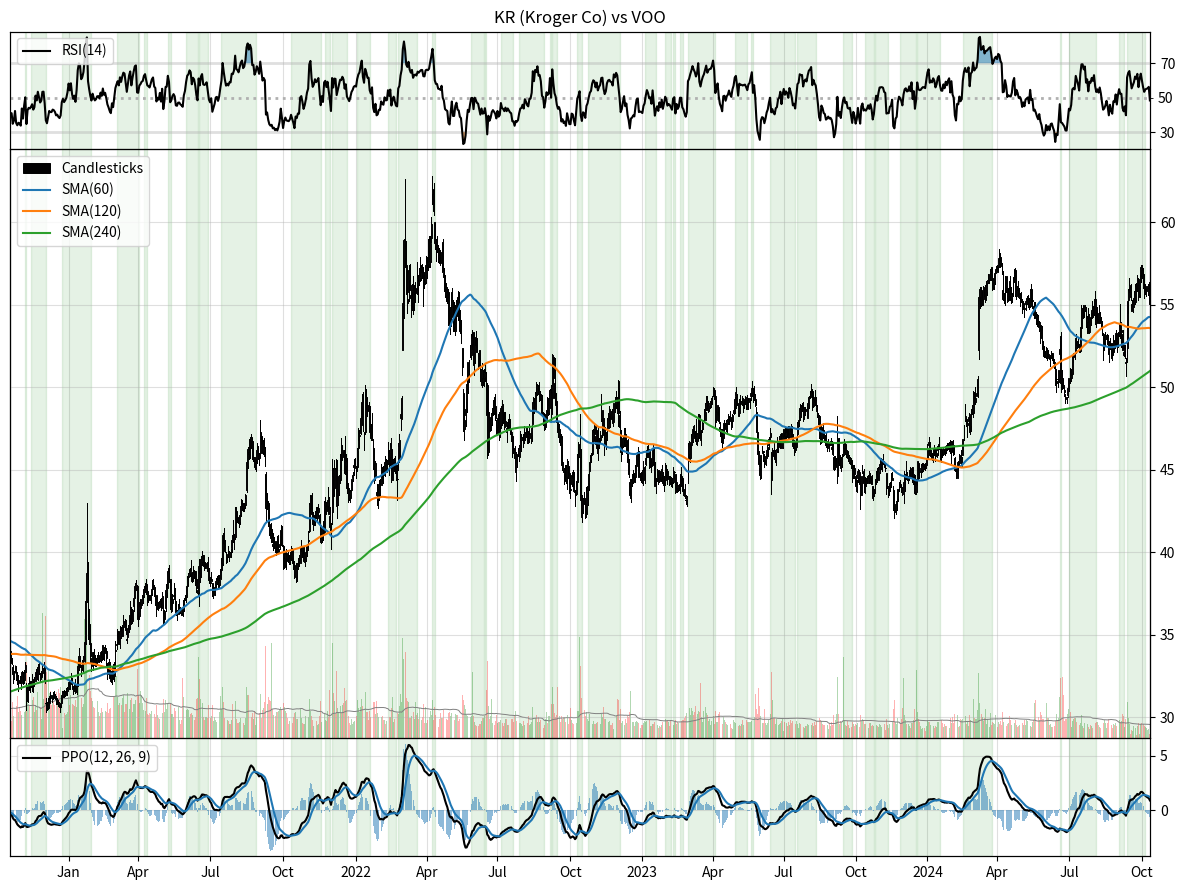 KR (Kroger Co) vs VOO
RSI(14)
70
50
30
Candlesticks
SMA(60)
SMA(120)
SMA(240)
60
55
50
45
40
35
30
PPO(12, 26, 9)
5
0
Jan Apr Jul Oct 2022 Apr Jul Oct 2023 Apr Jul Oct 2024 Apr Jul Oct